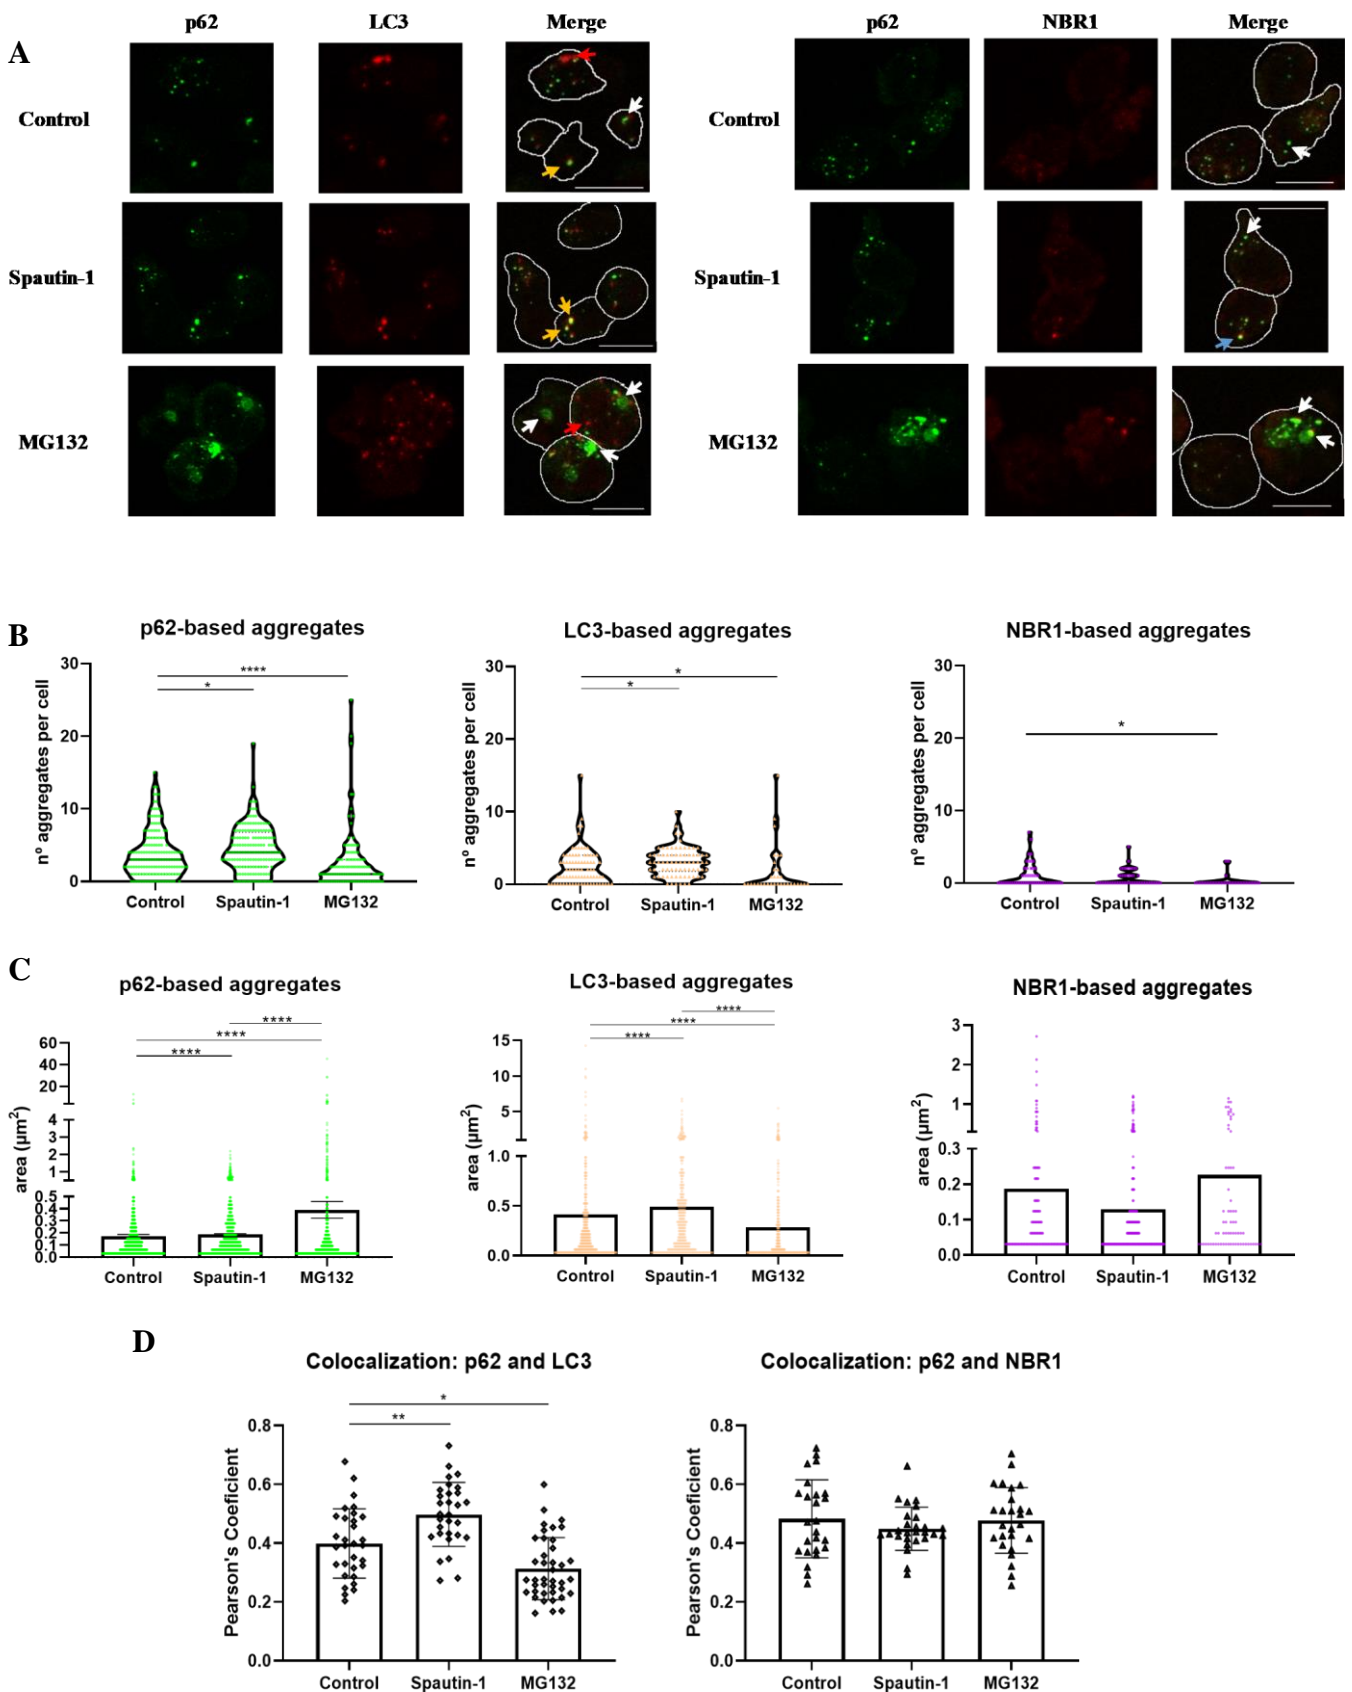 p62 LC3 Merge p62 NBR1 Merge
A
Control Control
Spautin-1 Spautin-1
MG132 MG132
B
p62-based aggregates
nº aggregates per cell
30
20
10
0
****
*
Control Spautin-1 MG132
LC3-based aggregates
nº aggregates per cell
30
20
10
0
*
*
Control Spautin-1 MG132
NBR1-based aggregates
nº aggregates per cell
30
20
10
0
*
Control Spautin-1 MG132
C
p62-based aggregates
area (µm²)
60
40
20
4
3
2
1
0.5
0.4
0.3
0.2
0.1
0.1
****
****
****
Control Spautin-1 MG132
LC3-based aggregates
area (µm²)
15
10
5
1.0
0.5
0.0
****
****
****
Control Spautin-1 MG132
NBR1-based aggregates
area (µm²)
3
2
1
0.3
0.2
0.1
0.0
Control Spautin-1 MG132
D
Colocalization: p62 and LC3
Pearson's Coeficient
0.8
0.6
0.4
0.2
0.0
*
**
Control Spautin-1 MG132
Colocalization: p62 and NBR1
Pearson's Coeficient
0.8
0.6
0.4
0.2
0.0
Control Spautin-1 MG132